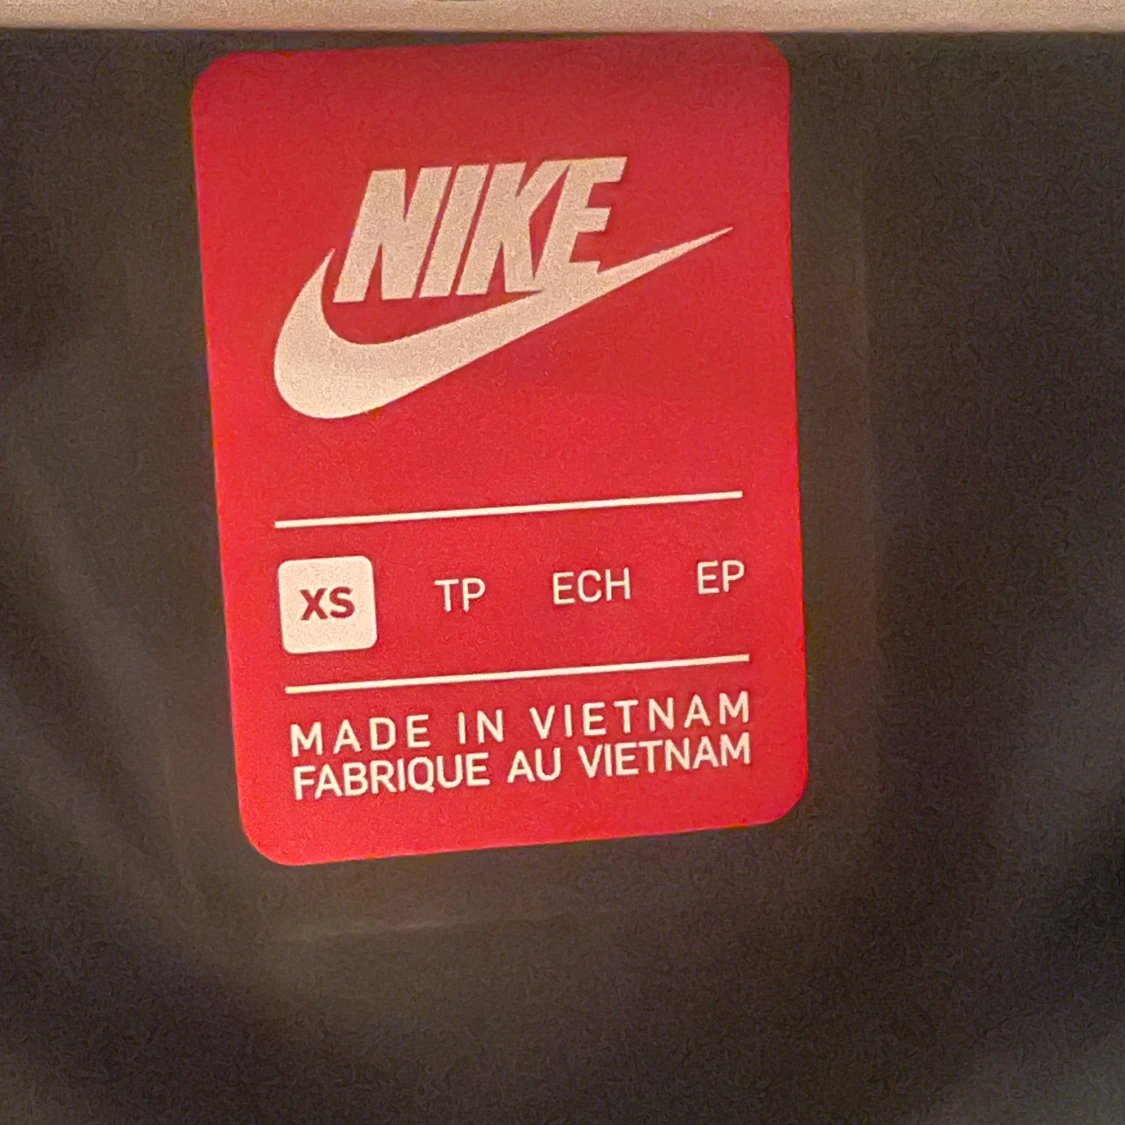 NIKE
XS TP ECH EP
MADE IN VIETNAM
FABRIQUE AU VIETNAM